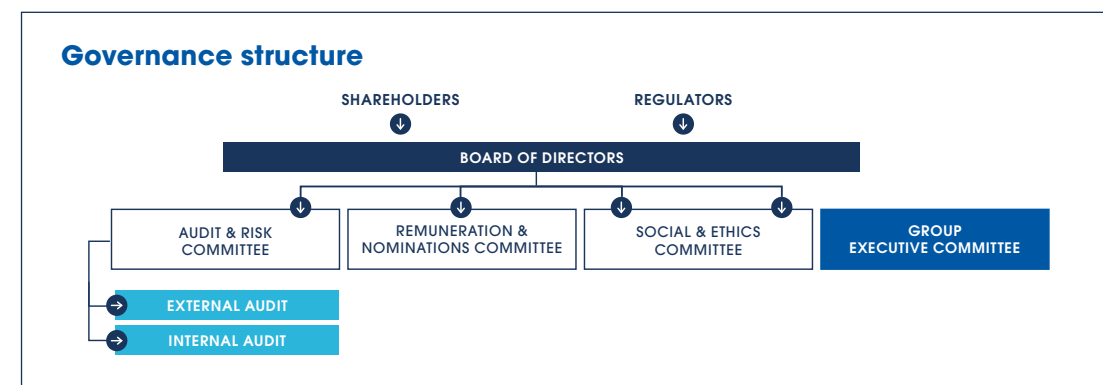 Governance structure
SHAREHOLDERS
REGULATORS
BOARD OF DIRECTORS
AUDIT & RISK
COMMITTEE
REMUNERATION &
NOMINATIONS COMMITTEE
SOCIAL & ETHICS
COMMITTEE
GROUP
EXECUTIVE COMMITTEE
EXTERNAL AUDIT
INTERNAL AUDIT